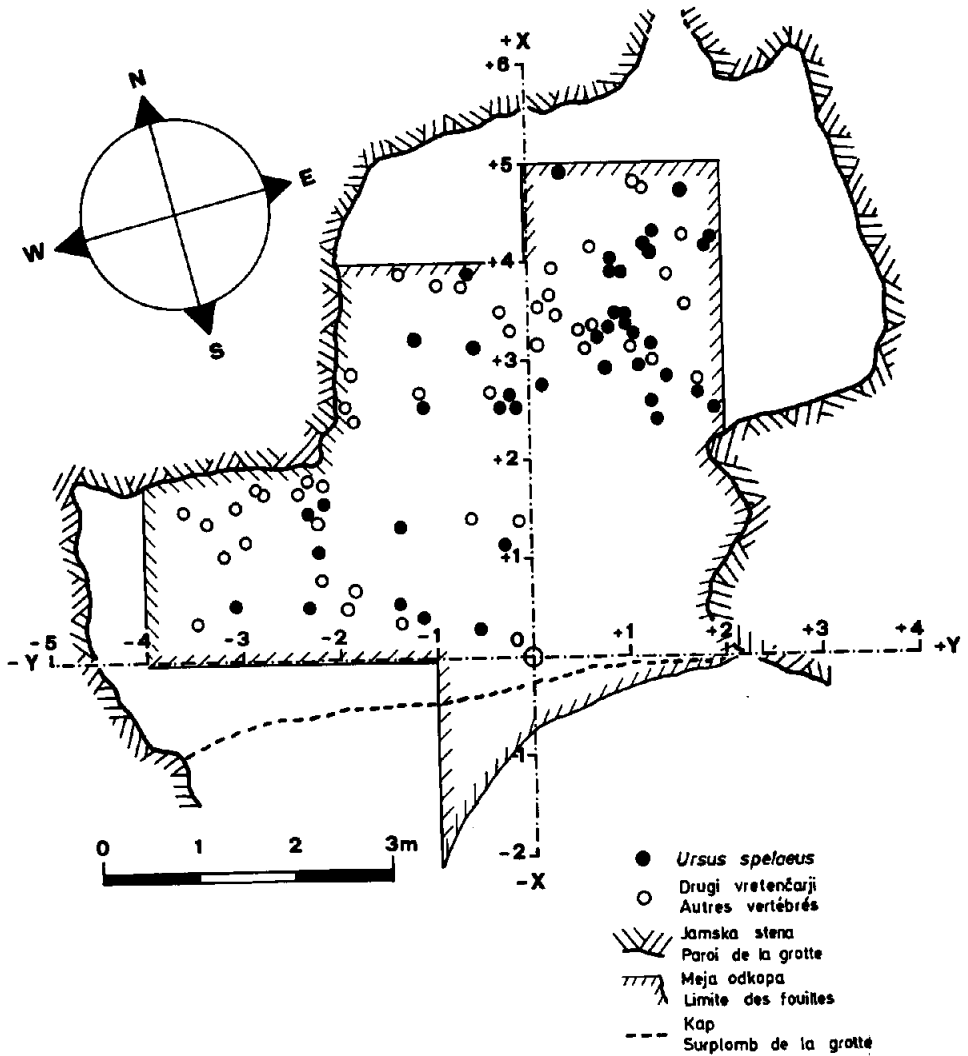 N
E
W
S
+X
+6
+5
+4
+3
+2
+1
-5 -4 -3 -2 -1 +1 +2 +3 +4
-Y +Y
-1
-2
-X
0 1 2 3m
Ursus spelaeus
Drugi vretenčarji
Autres vertébrés
Jamska stena
Paroi de la grotte
Meja odkopa
Limite des fouilles
Kap
Surplomb de la grotte